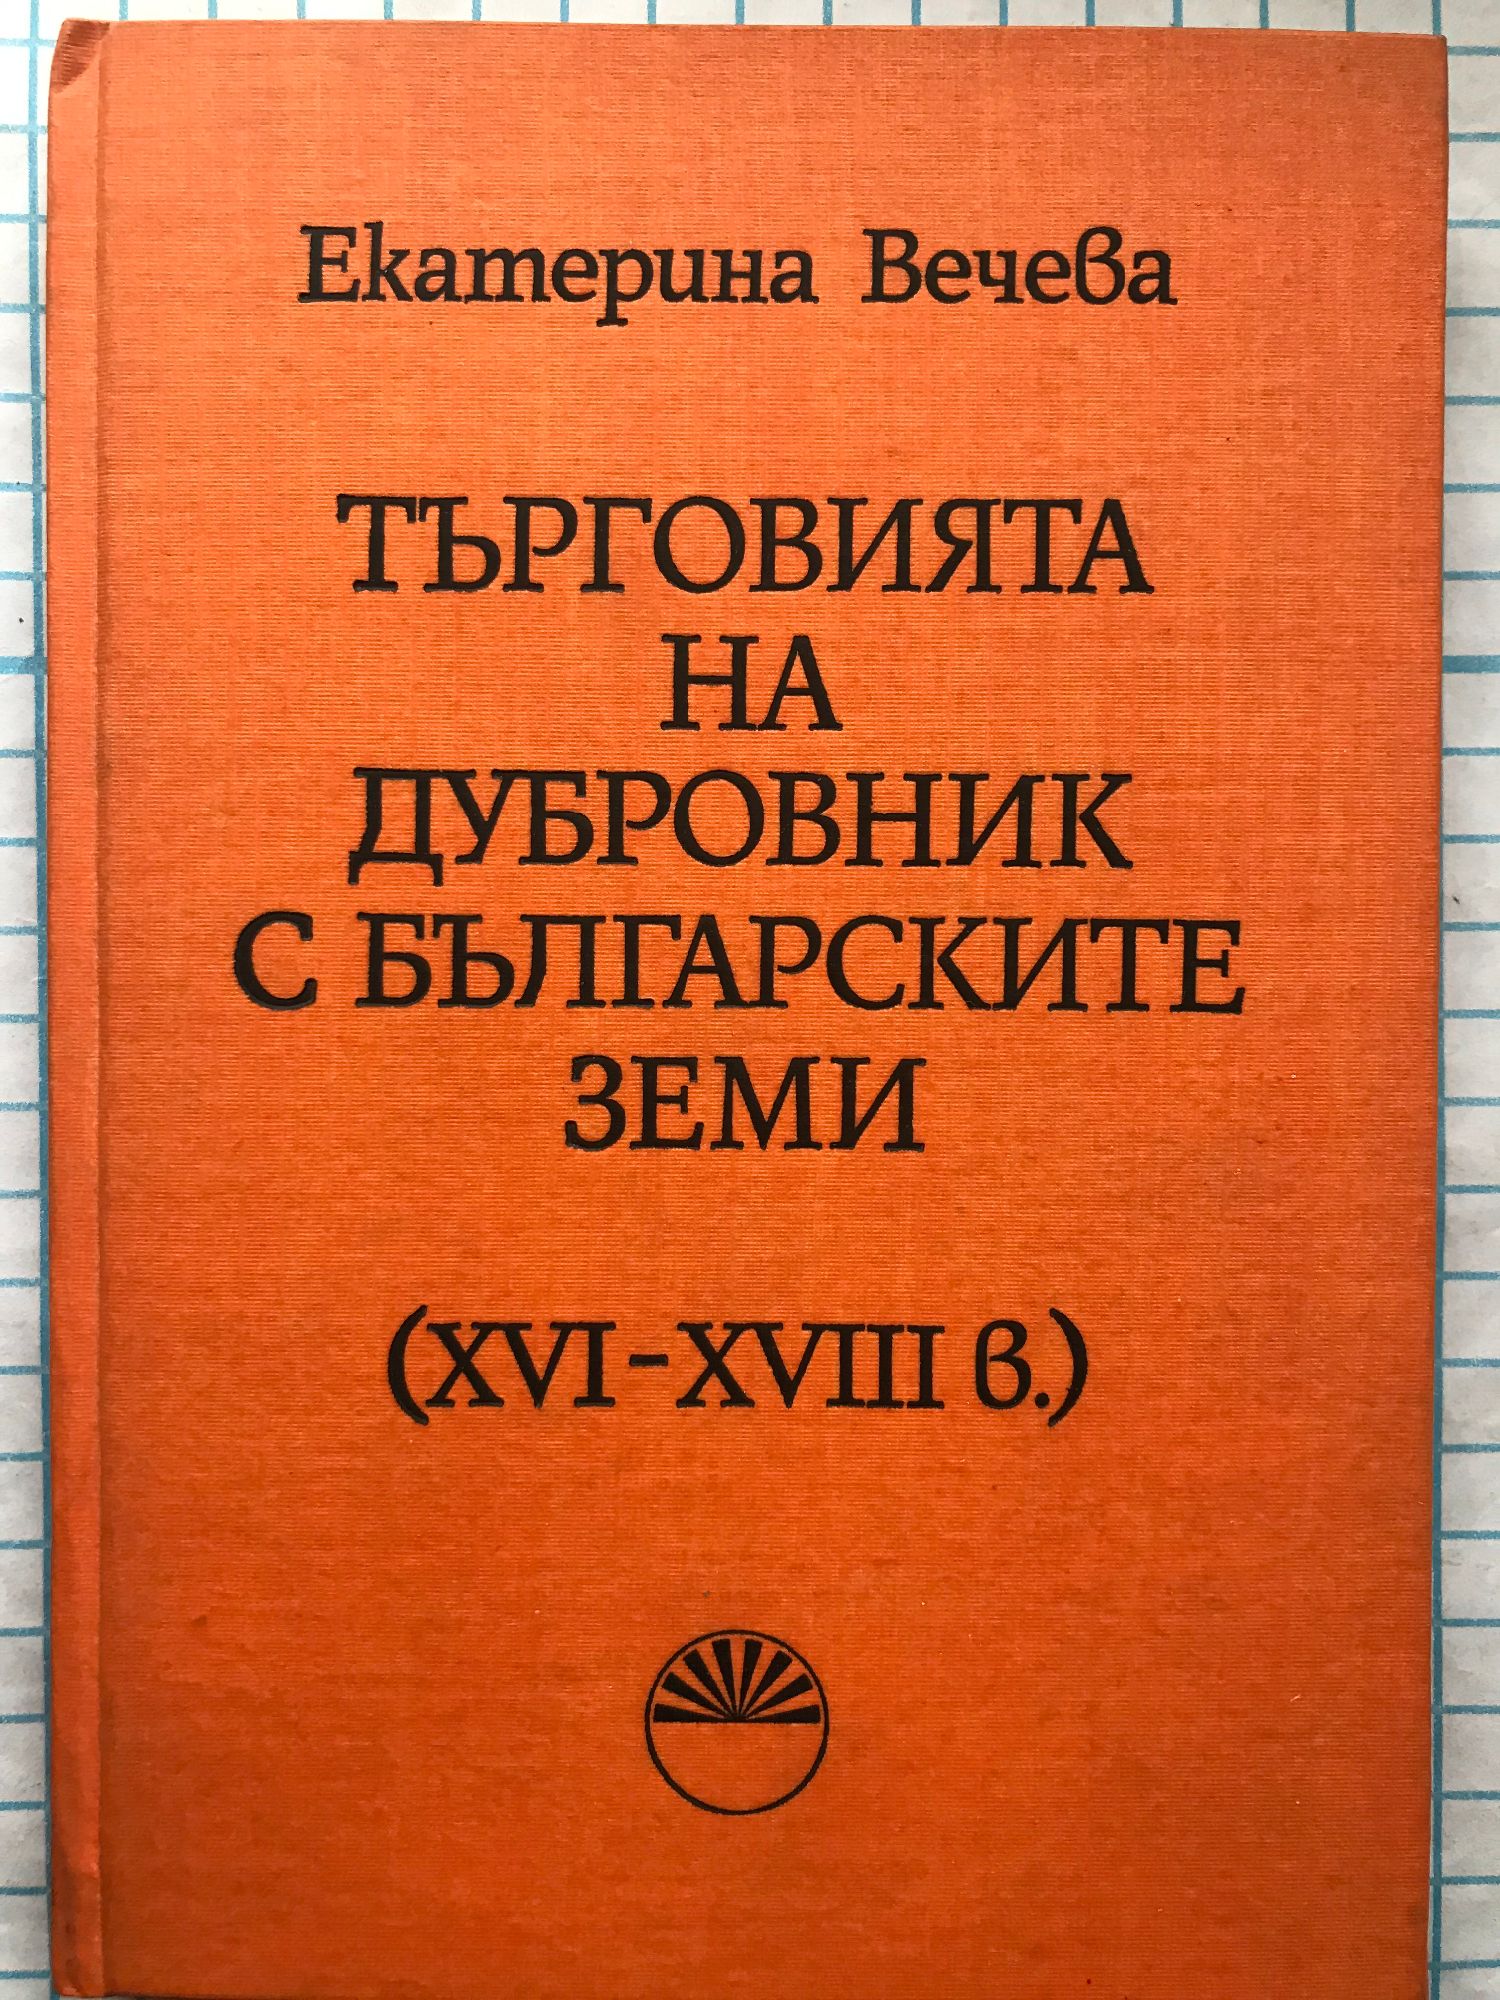 Екатерина Вечева
ТЪРГОВИЯТА
НА
ДУБРОВНИК
С БЪЛГАРСКИТЕ
ЗЕМИ
(XVI-XVIII в.)